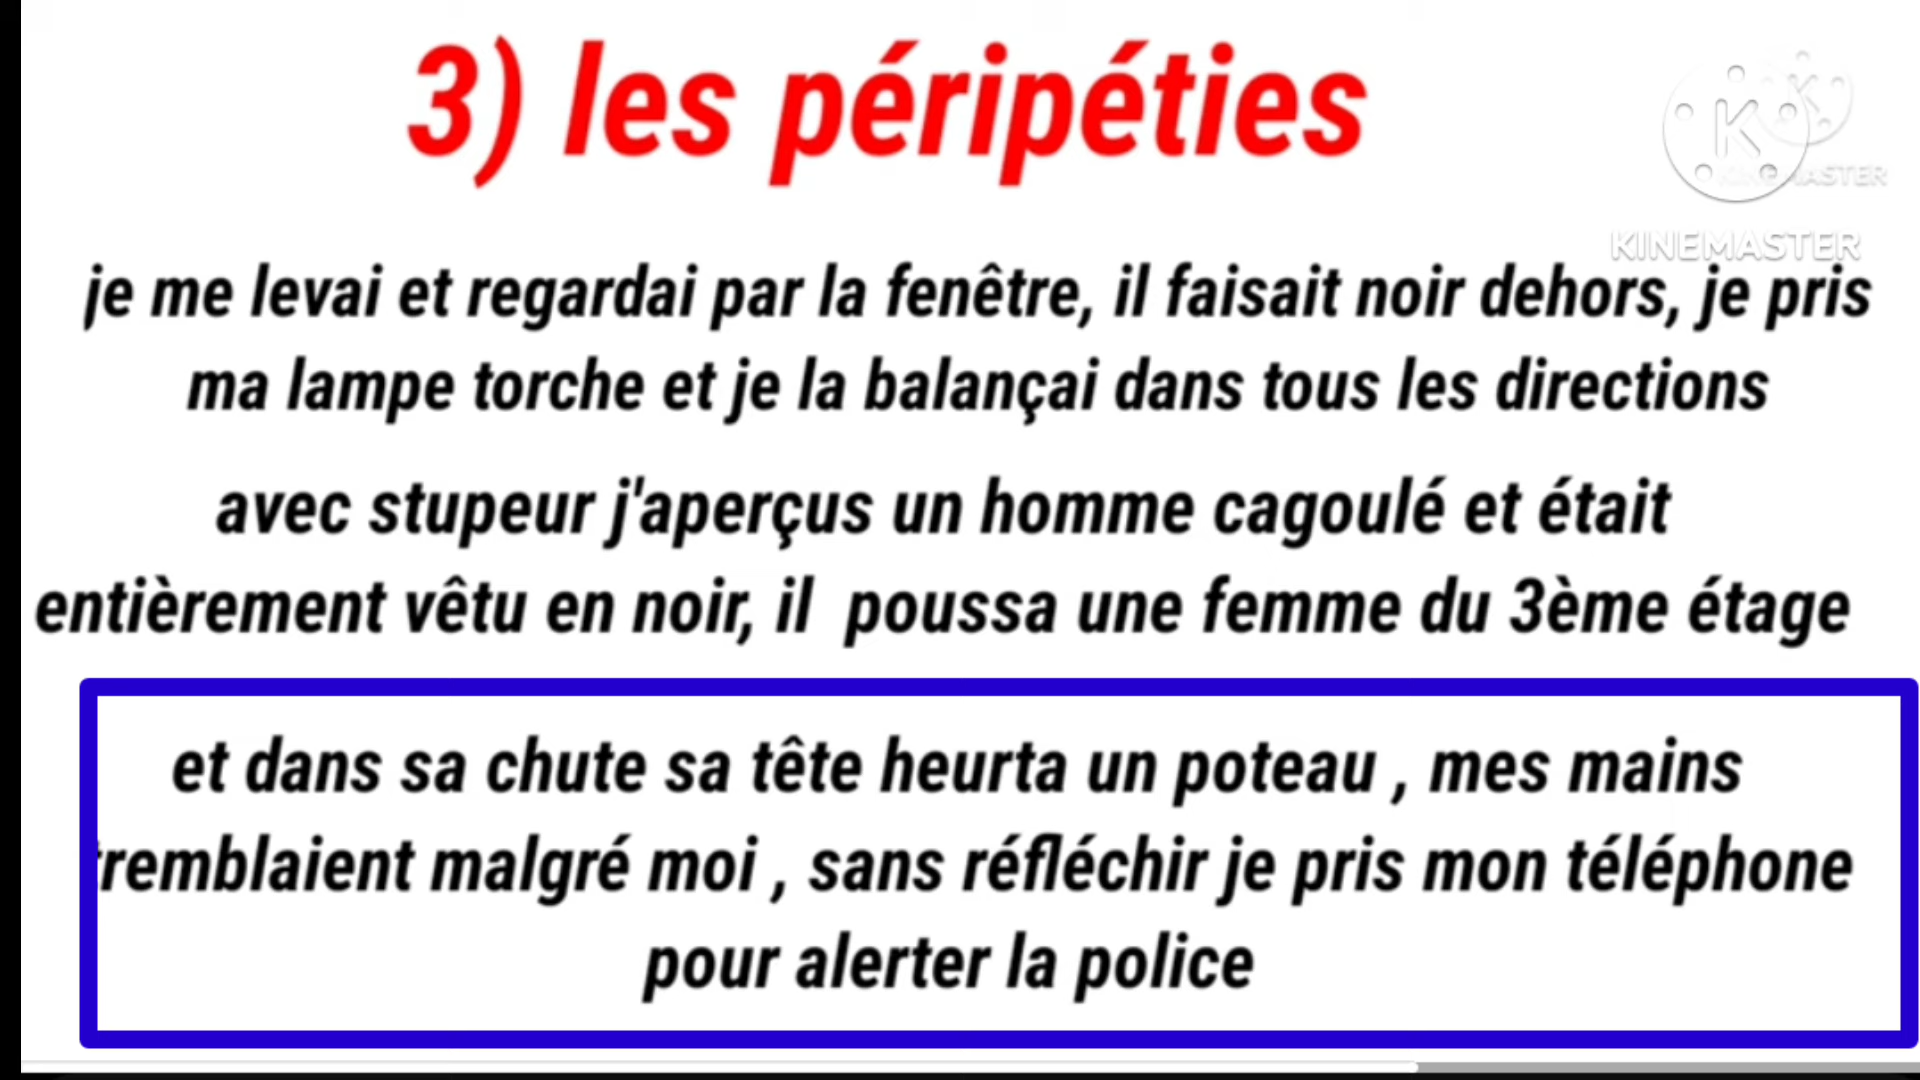 3) les péripéties
KINEMASTER
KINEMASTER
je me levai et regardai par la fenêtre, il faisait noir dehors, je pris
ma lampe torche et je la balançai dans tous les directions
avec stupeur j'aperçus un homme cagoulé et était
entièrement vêtu en noir, il poussa une femme du 3ème étage
et dans sa chute sa tête heurta un poteau , mes mains
tremblaient malgré moi , sans réfléchir je pris mon téléphone
pour alerter la police